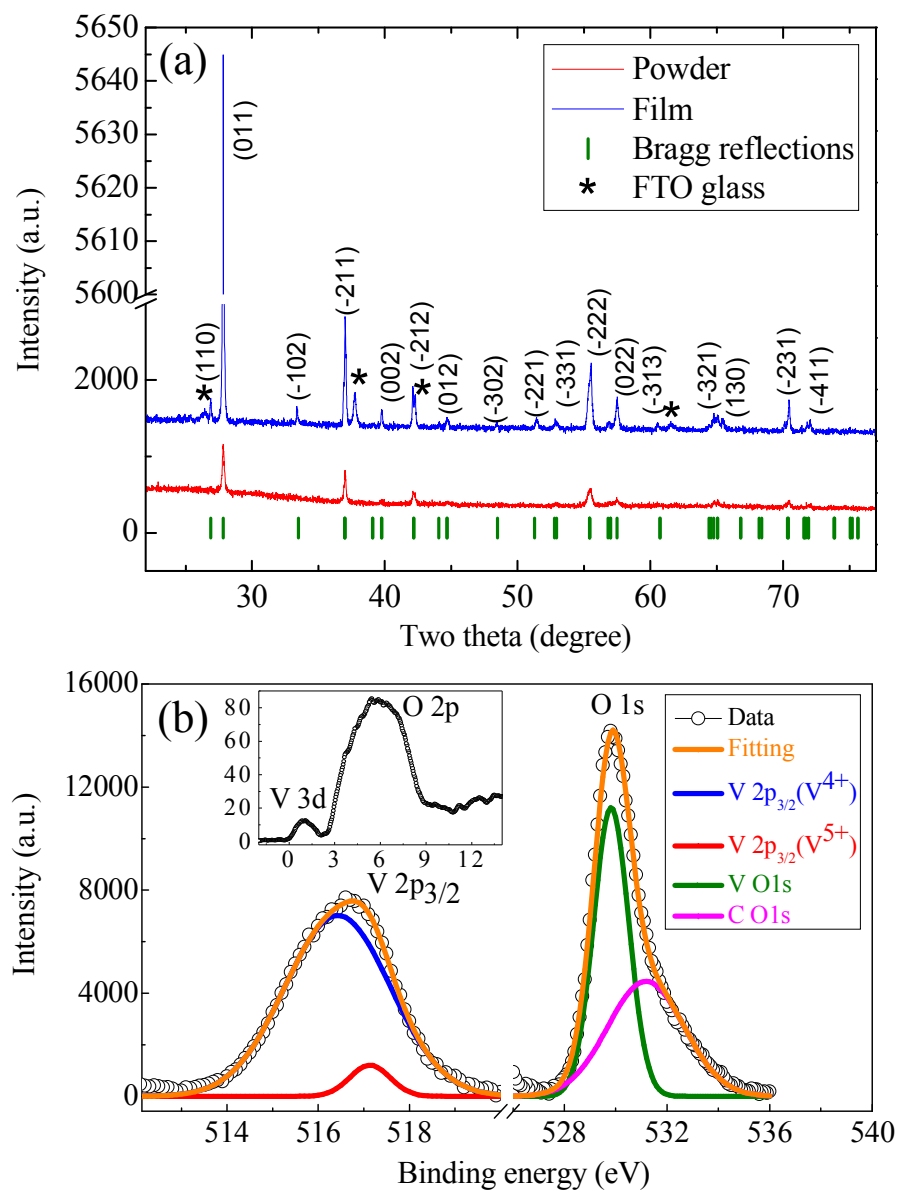 (a)
Powder
Film
Bragg reflections
* FTO glass
Intensity (a.u.)
5650
5640
5630
5620
5610
5600
2000
0
*
(110)
(011)
(-102)
(-211)
*
(002)
(-212)
*
(012)
(-302)
(-221)
(-331)
(-222)
(022)
(-313)
*
(-321)
(130)
(-231)
(-411)
30 40 50 60 70
Two theta (degree)
(b)
Intensity (a.u.)
16000
12000
8000
4000
0
80
60
40
20
0
V 3d
O 2p
0 3 6 9 12
V 2p3/2
O 1s
Data
Fitting
V 2p3/2(V4+)
V 2p3/2(V5+)
V O1s
C O1s
514 516 518 528 532 536 540
Binding energy (eV)